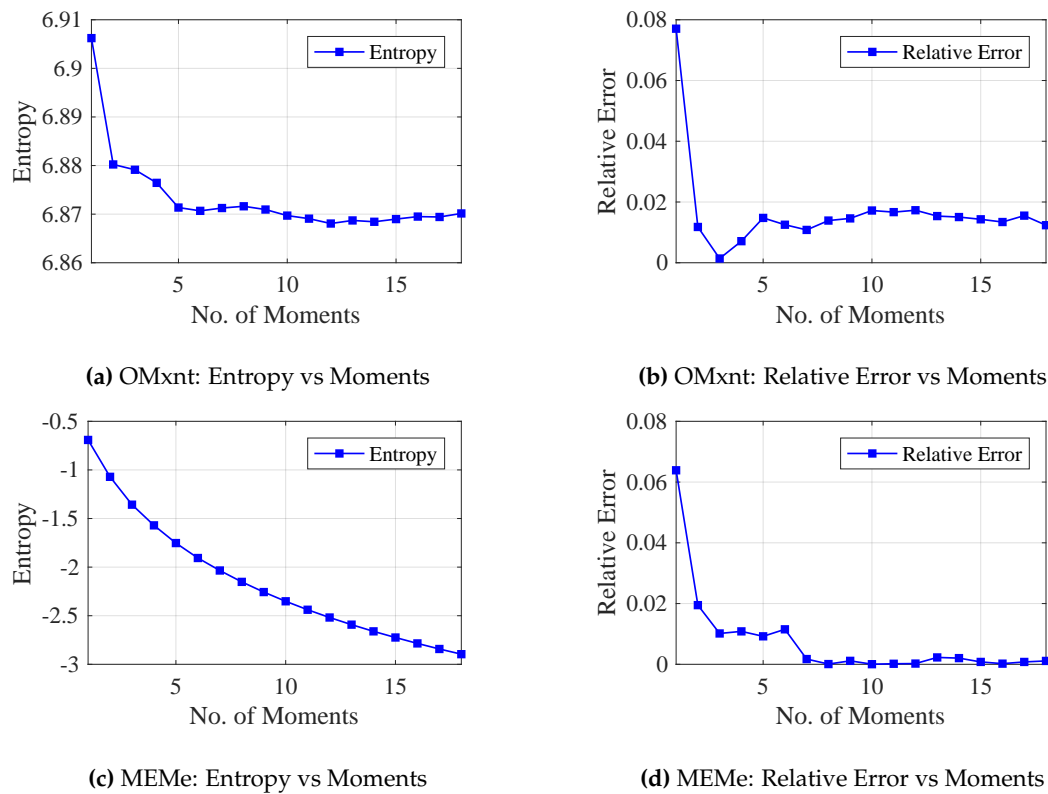 6.91
6.9
6.89
6.88
6.87
6.86
Entropy
Entropy
5 10 15
No. of Moments
(a) OMxnt: Entropy vs Moments
0.08
0.06
0.04
0.02
0
Relative Error
Relative Error
5 10 15
No. of Moments
(b) OMxnt: Relative Error vs Moments
-0.5
-1
-1.5
-2
-2.5
-3
Entropy
Entropy
5 10 15
No. of Moments
(c) MEMe: Entropy vs Moments
0.08
0.06
0.04
0.02
0
Relative Error
Relative Error
5 10 15
No. of Moments
(d) MEMe: Relative Error vs Moments